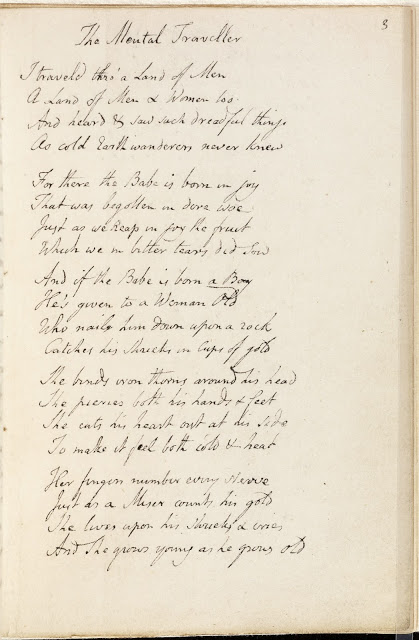 3
The Mental Traveller
I traveld thro' a Land of Men
A Land of Men & Women too
And heard & saw such dreadful things
As cold Earth wanderers never knew
For there the Babe is born in joy
That was begotten in dire woe
Just as we Reap in joy the fruit
Which we in bitter tears did Sow
And if the Babe is born a Boy
He's given to a Woman Old
Who nails him down upon a rock
Catches his Shrieks in Cups of gold
She binds iron thorns around his head
She pierces both his hands & feet
She cuts his heart out at his side
To make it feel both cold & heat
Her fingers number every Nerve
Just as a Miser counts his gold
She lives upon his shrieks & cries
And She grows young as he grows old